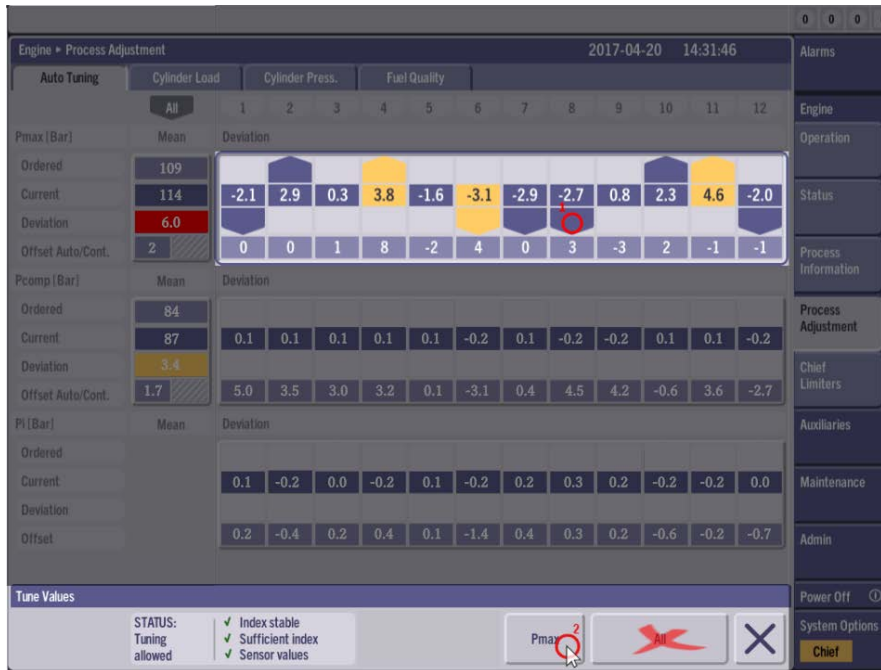 0 0 0
Engine ▸ Process Adjustment 2017-04-20 14:31:46
Alarms
Auto Tuning Cylinder Load Cylinder Press. Fuel Quality
All 1 2 3 4 5 6 7 8 9 10 11 12
Engine
Pmax [Bar] Mean Deviation
Operation
Ordered 109
Current 114 -2.1 2.9 0.3 3.8 -1.6 -3.1 -2.9 -2.7 0.8 2.3 4.6 -2.0
Status
Deviation 6.0 1
Offset Auto/Cont. 2 0 0 1 8 -2 4 0 3 -3 2 -1 -1
Process
Information
Pcomp [Bar] Mean Deviation
Ordered 84
Process
Adjustment
Current 87 0.1 0.1 0.1 0.1 0.1 -0.2 0.1 -0.2 -0.2 0.1 0.1 -0.2
Deviation 3.4
Chief
Limiters
Offset Auto/Cont. 1.7 5.0 3.5 3.0 3.2 0.1 -3.1 0.4 4.5 4.2 -0.6 3.6 -2.7
Pi [Bar] Mean Deviation
Auxiliaries
Ordered
Current 0.1 -0.2 0.0 -0.2 0.1 -0.2 0.2 0.3 0.2 -0.2 -0.2 0.0
Maintenance
Deviation
Offset 0.2 -0.4 0.2 0.4 0.1 -1.4 0.4 0.3 0.2 -0.6 -0.2 -0.7
Admin
Tune Values
Power Off
STATUS:
Tuning
allowed
✓ Index stable
✓ Sufficient index
✓ Sensor values
Pmax 2
All
System Options
Chief